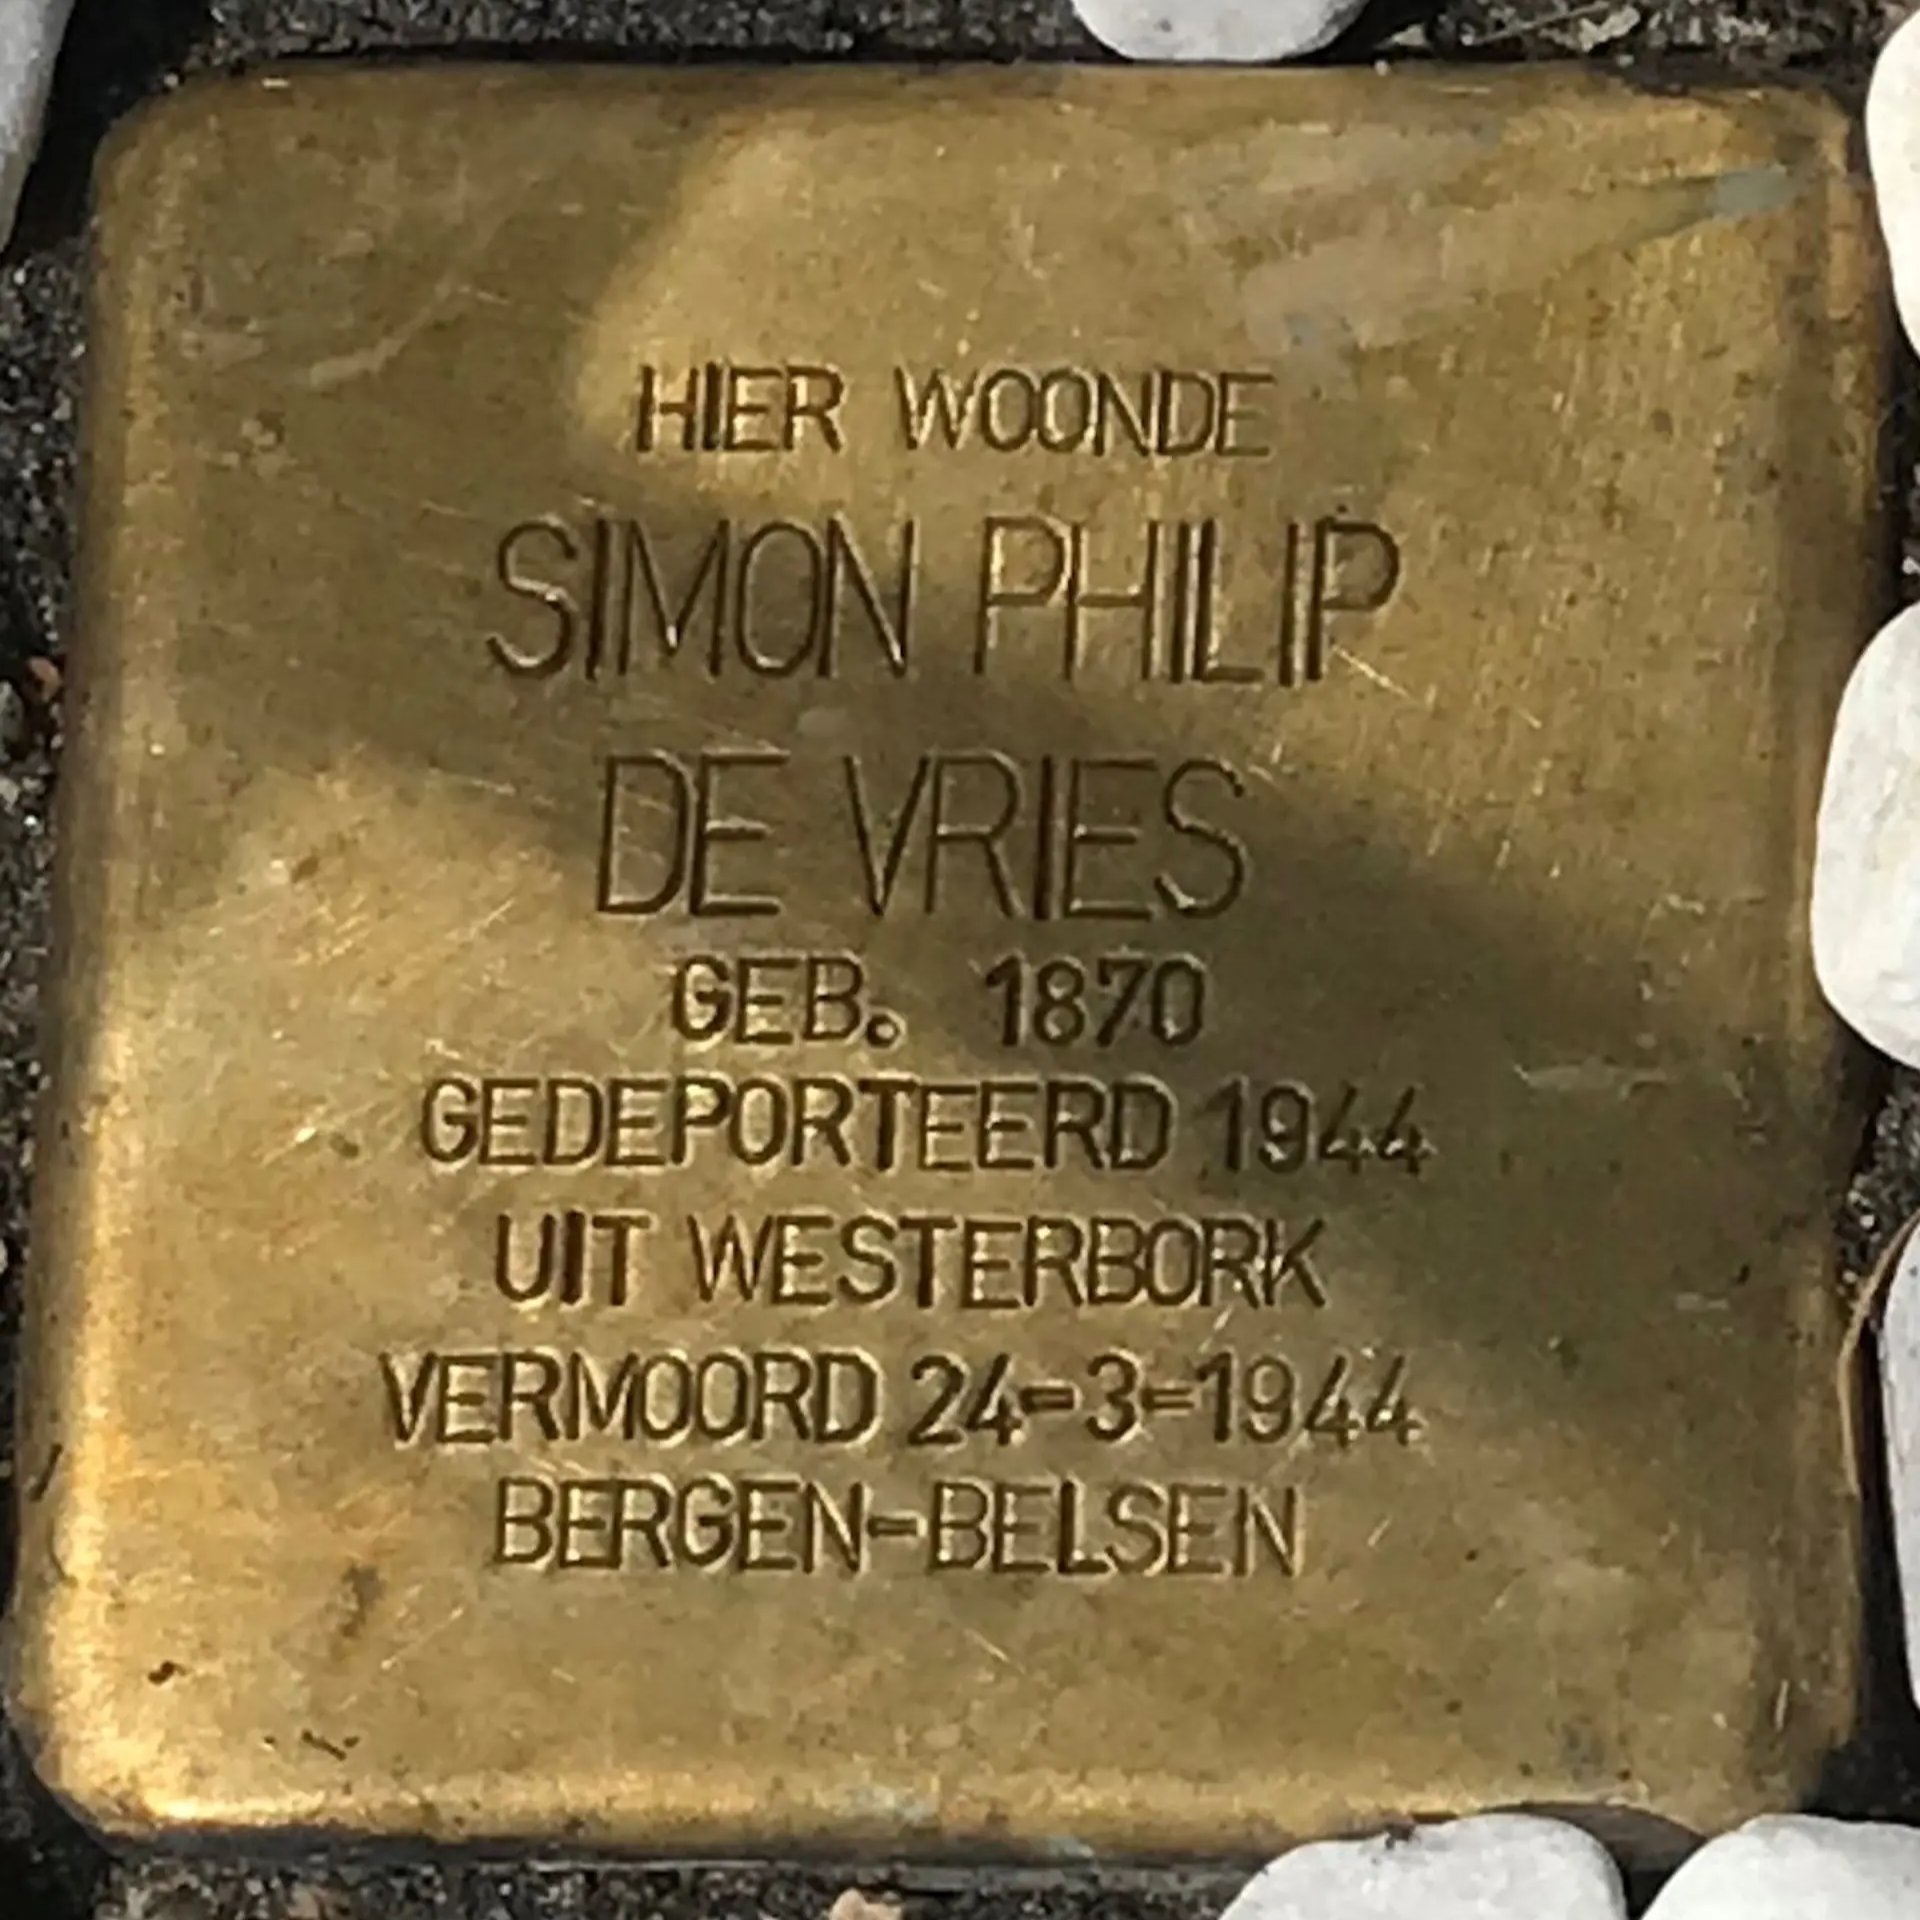 HIER WOONDE
SIMON PHILIP
DE VRIES
GEB. 1870
GEDEPORTEERD 1944
UIT WESTERBORK
VERMOORD 24=3=1944
BERGEN-BELSEN